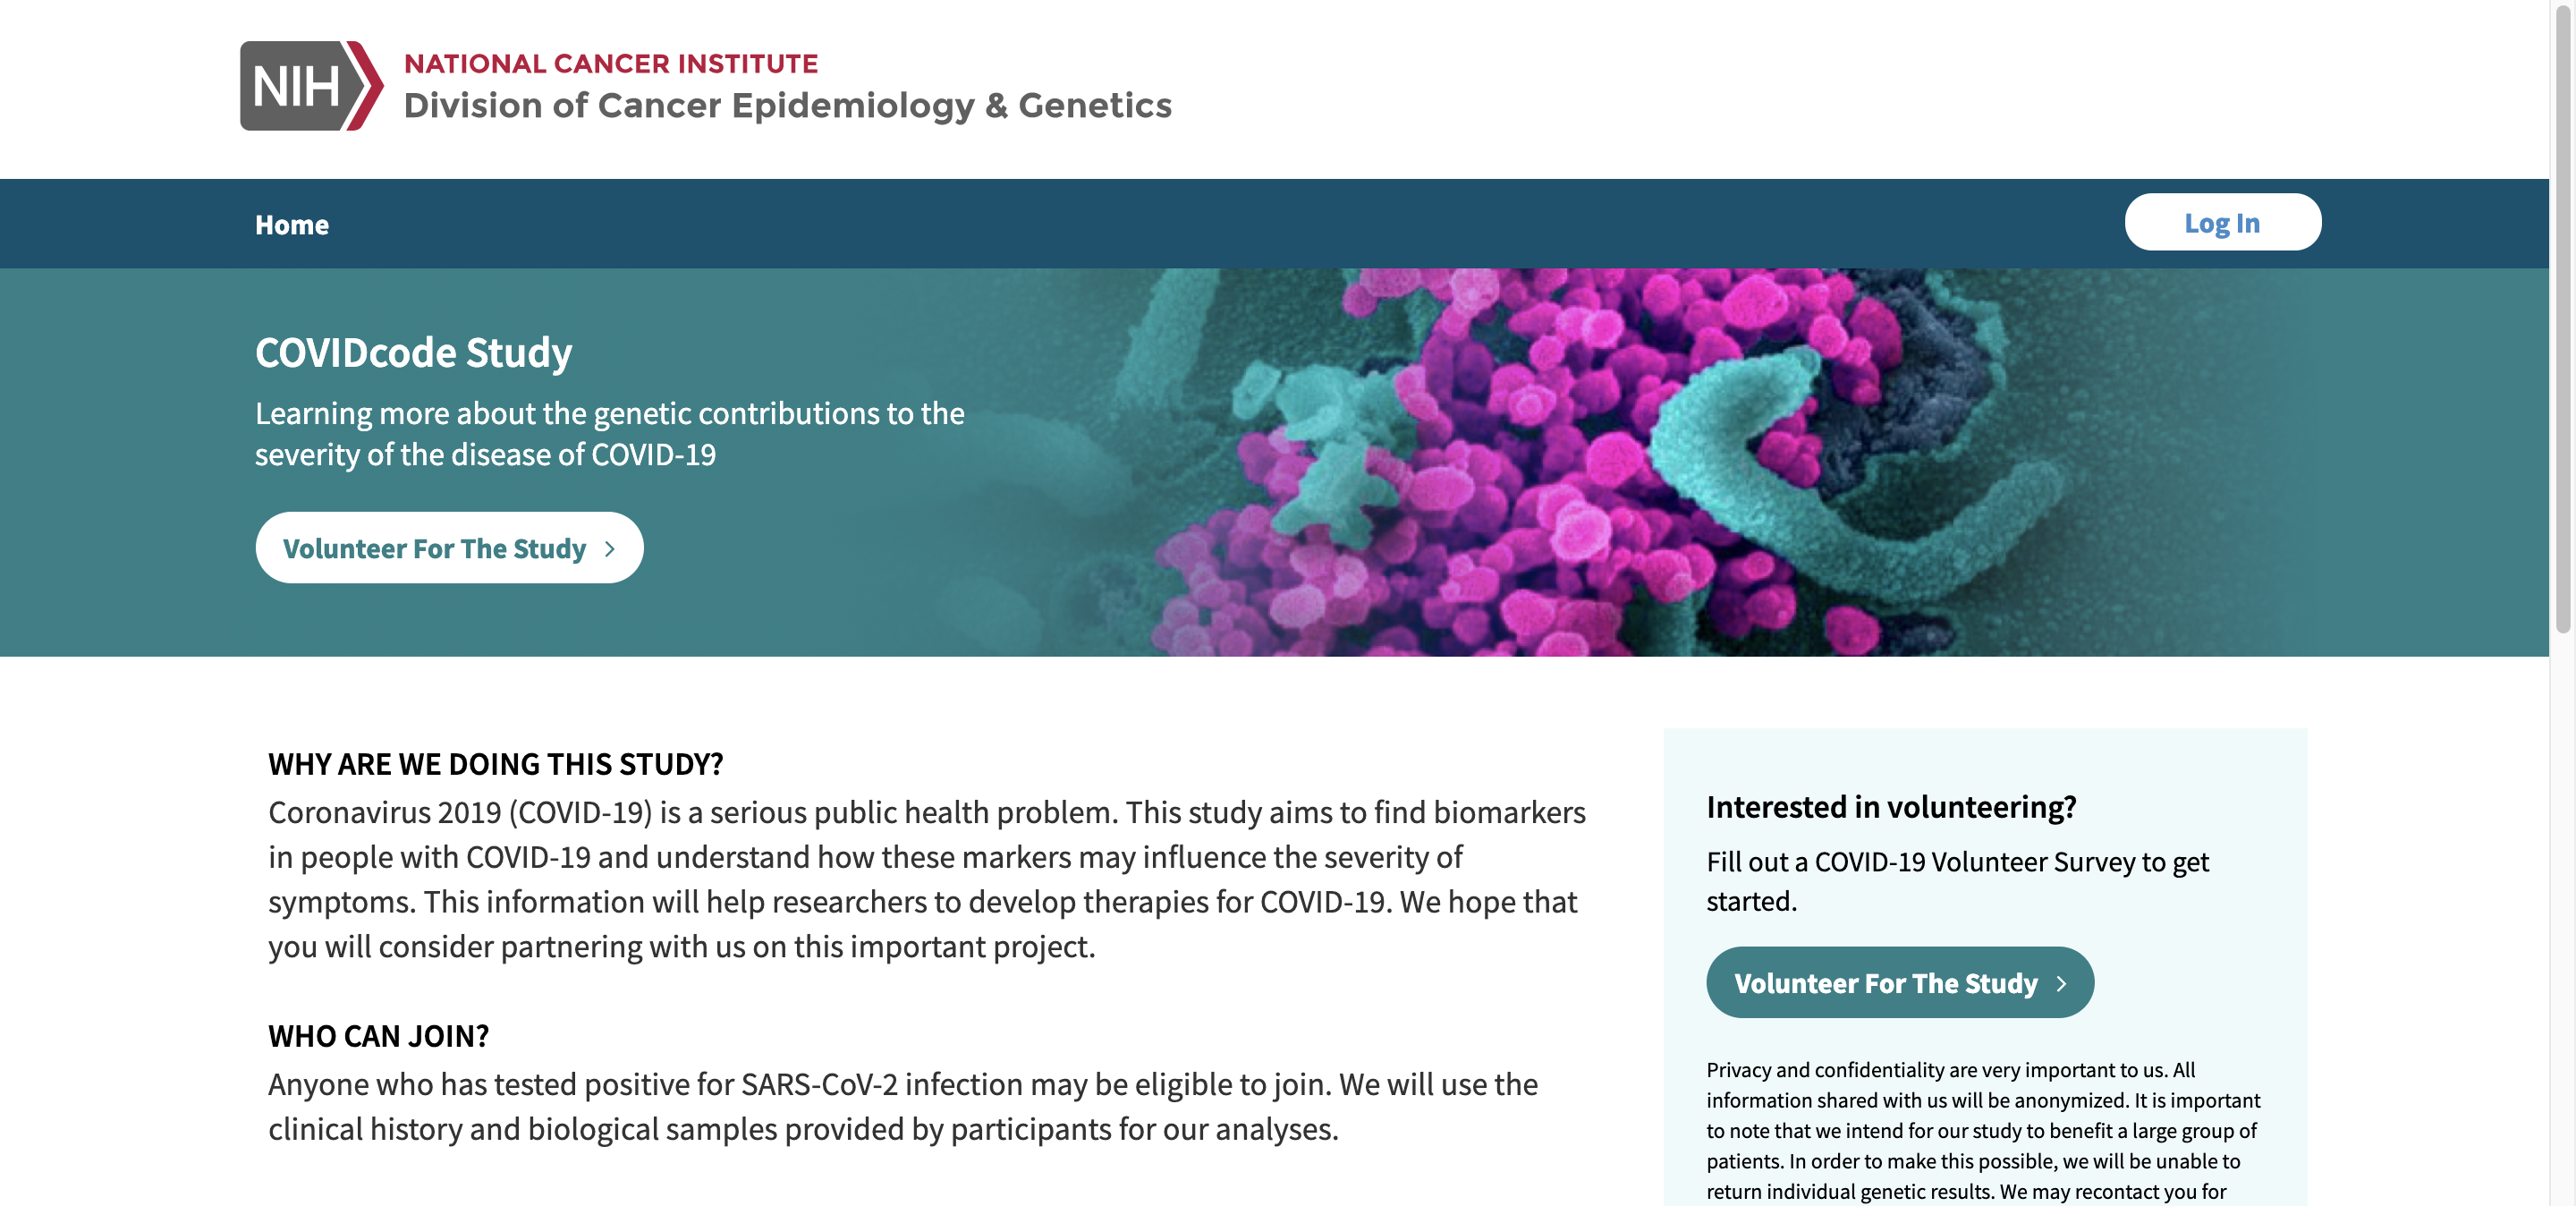 NIH
NATIONAL CANCER INSTITUTE
Division of Cancer Epidemiology & Genetics
Home
Log In
COVIDcode Study
Learning more about the genetic contributions to the
severity of the disease of COVID-19
Volunteer For The Study
WHY ARE WE DOING THIS STUDY?
Coronavirus 2019 (COVID-19) is a serious public health problem. This study aims to find biomarkers
in people with COVID-19 and understand how these markers may influence the severity of
symptoms. This information will help researchers to develop therapies for COVID-19. We hope that
you will consider partnering with us on this important project.
WHO CAN JOIN?
Anyone who has tested positive for SARS-CoV-2 infection may be eligible to join. We will use the
clinical history and biological samples provided by participants for our analyses.
Interested in volunteering?
Fill out a COVID-19 Volunteer Survey to get
started.
Volunteer For The Study
Privacy and confidentiality are very important to us. All
information shared with us will be anonymized. It is important
to note that we intend for our study to benefit a large group of
patients. In order to make this possible, we will be unable to
return individual genetic results. We may recontact you for